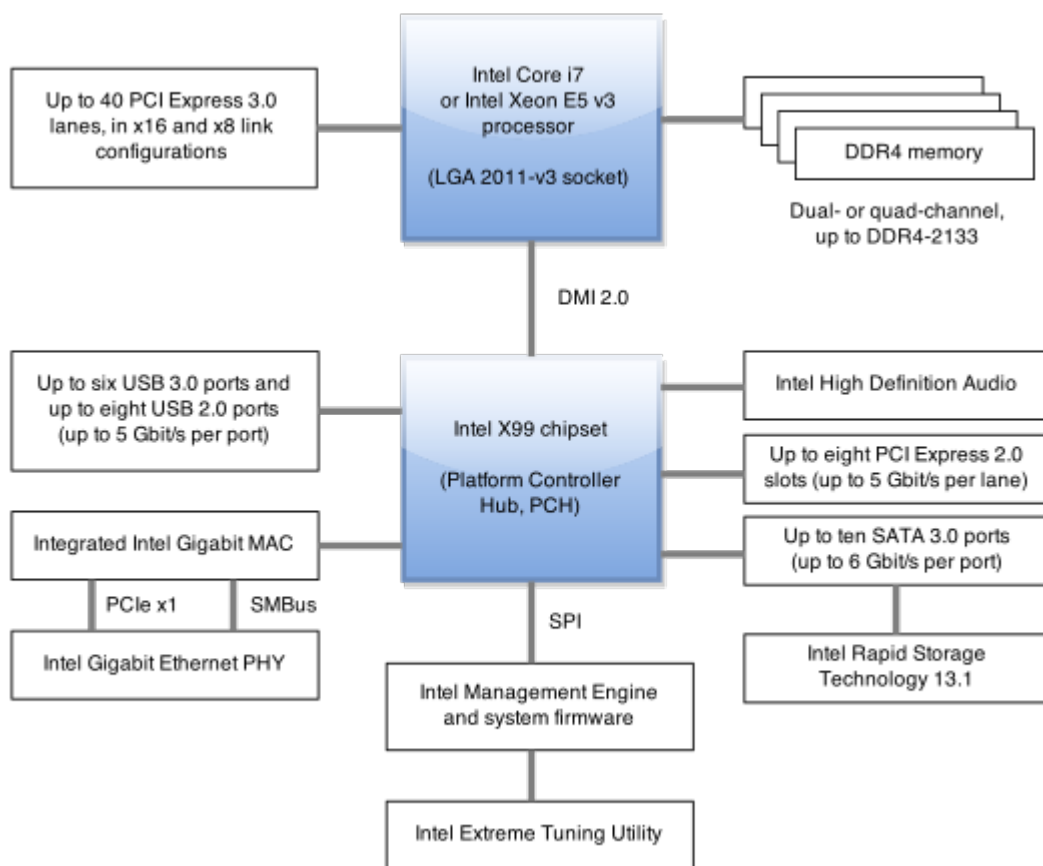 Intel Core i7
or Intel Xeon E5 v3
processor
(LGA 2011-v3 socket)
Up to 40 PCI Express 3.0
lanes, in x16 and x8 link
configurations
DDR4 memory
Dual- or quad-channel,
up to DDR4-2133
DMI 2.0
Up to six USB 3.0 ports and
up to eight USB 2.0 ports
(up to 5 Gbit/s per port)
Intel X99 chipset
(Platform Controller
Hub, PCH)
Intel High Definition Audio
Up to eight PCI Express 2.0
slots (up to 5 Gbit/s per lane)
Up to ten SATA 3.0 ports
(up to 6 Gbit/s per port)
Integrated Intel Gigabit MAC
PCIe x1
SMBus
Intel Gigabit Ethernet PHY
SPI
Intel Rapid Storage
Technology 13.1
Intel Management Engine
and system firmware
Intel Extreme Tuning Utility